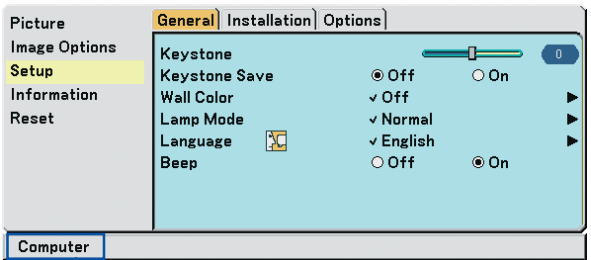 Picture
Image Options
Setup
Information
Reset
General Installation Options
Keystone 0
Keystone Save Off On
Wall Color Off
Lamp Mode Normal
Language English
Beep Off On
Computer